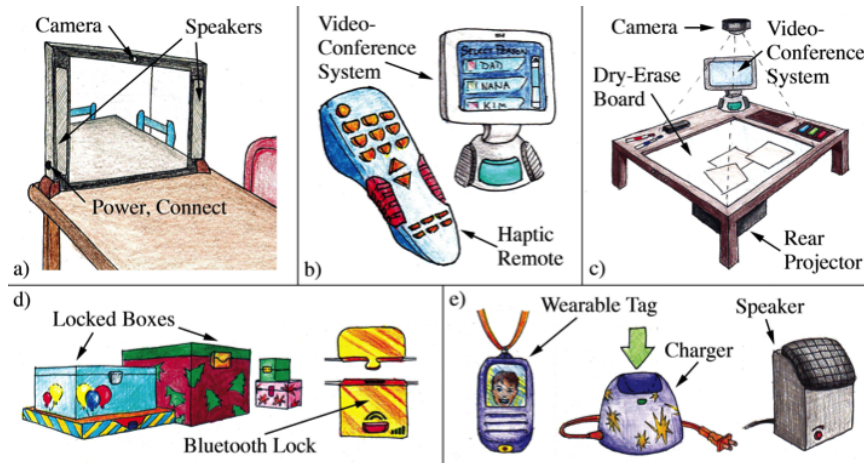 Camera
Speakers
Power, Connect
a)
Video-
Conference
System
SELECT PERSON:
DAD
NANA
KIM
Haptic
Remote
b)
Camera
Video-
Conference
System
Dry-Erase
Board
Rear
Projector
c)
d)
Locked Boxes
Bluetooth Lock
e)
Wearable Tag
Charger
Speaker